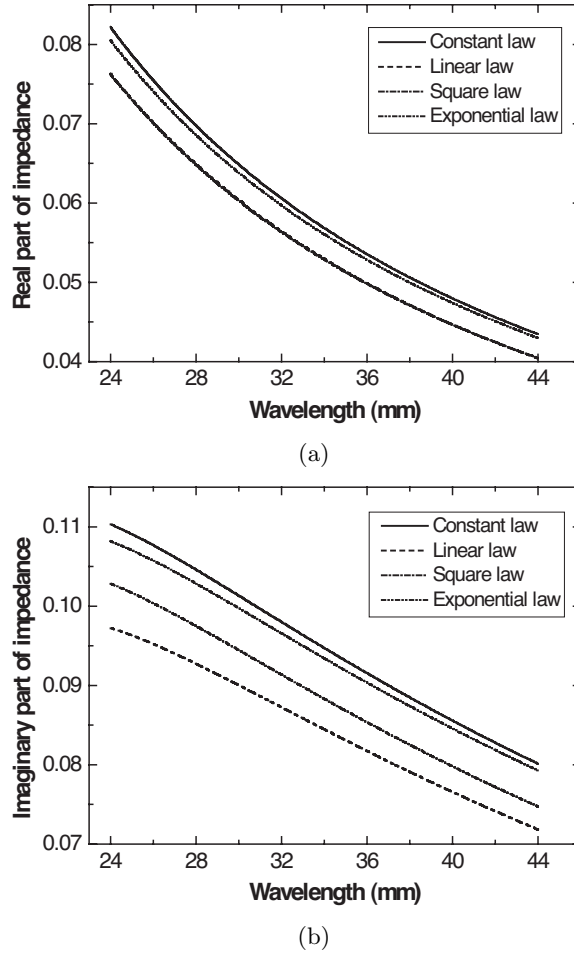 0.08
0.07
0.06
0.05
0.04
Real part of impedance
Constant law
Linear law
Square law
Exponential law
24 28 32 36 40 44
Wavelength (mm)
(a)
0.11
0.10
0.09
0.08
0.07
Imaginary part of impedance
Constant law
Linear law
Square law
Exponential law
24 28 32 36 40 44
Wavelength (mm)
(b)